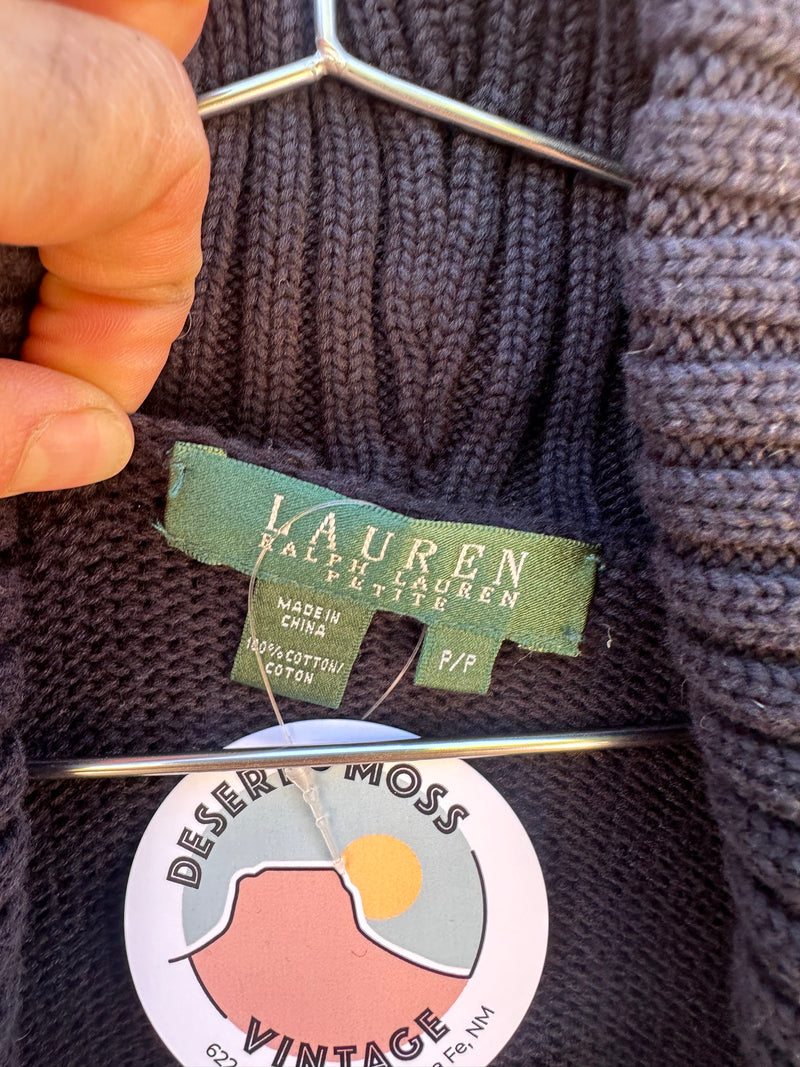 LAUREN
RALPH LAUREN
PETITE
MADE IN
CHINA
100% COTTON/
COTON
P/P
DESERT MOSS
VINTAGE
Fe, NM